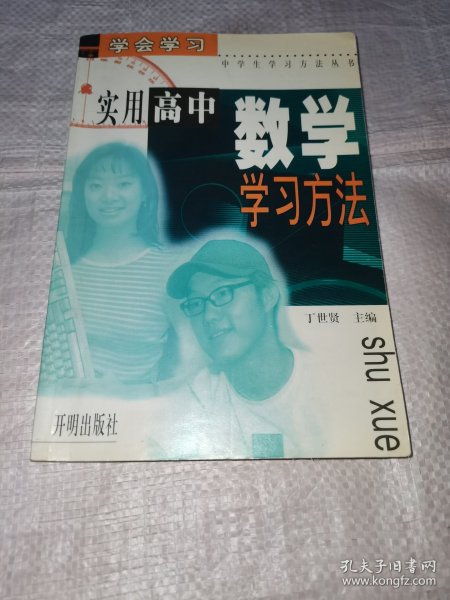 学会学习
中学生学习方法丛书
实用高中
数学
学习方法
丁世贤 主编
shu xue
开明出版社
孔夫子旧书网
www.kongfz.com